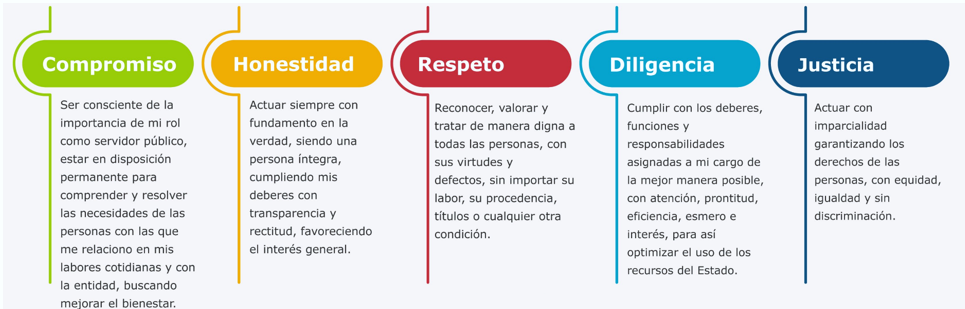 Compromiso
Ser consciente de la
importancia de mi rol
como servidor público,
estar en disposición
permanente para
comprender y resolver
las necesidades de las
personas con las que
me relaciono en mis
labores cotidianas y con
la entidad, buscando
mejorar el bienestar.
Honestidad
Actuar siempre con
fundamento en la
verdad, siendo una
persona íntegra,
cumpliendo mis
deberes con
transparencia y
rectitud, favoreciendo
el interés general.
Respeto
Reconocer, valorar y
tratar de manera digna a
todas las personas, con
sus virtudes y
defectos, sin importar su
labor, su procedencia,
títulos o cualquier otra
condición.
Diligencia
Cumplir con los deberes,
funciones y
responsabilidades
asignadas a mi cargo de
la mejor manera posible,
con atención, prontitud,
eficiencia, esmero e
interés, para así
optimizar el uso de los
recursos del Estado.
Justicia
Actuar con
imparcialidad
garantizando los
derechos de las
personas, con equidad,
igualdad y sin
discriminación.